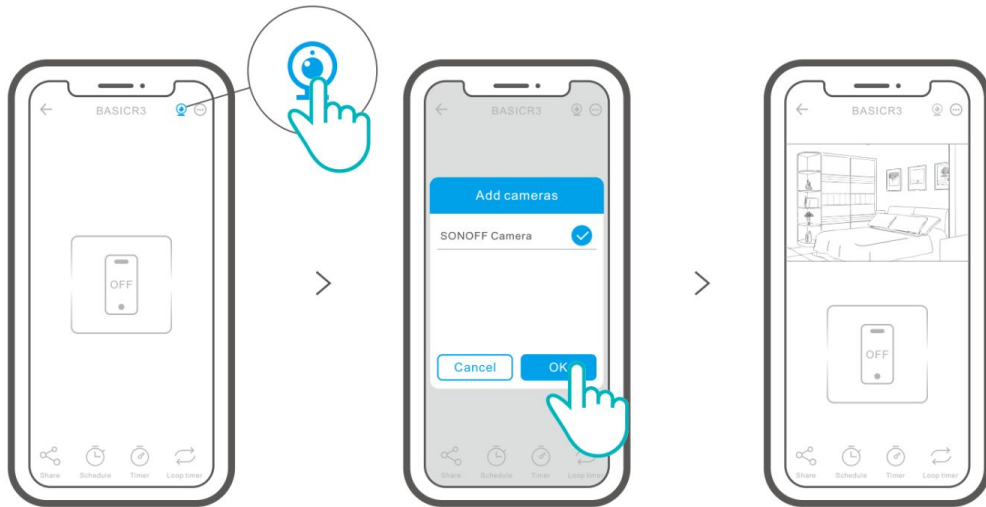 BASICR3
OFF
Share Schedule Timer Loop timer
BASICR3
Add cameras
SONOFF Camera
Cancel OK
Share Schedule Timer Loop timer
BASICR3
OFF
Share Schedule Timer Loop timer